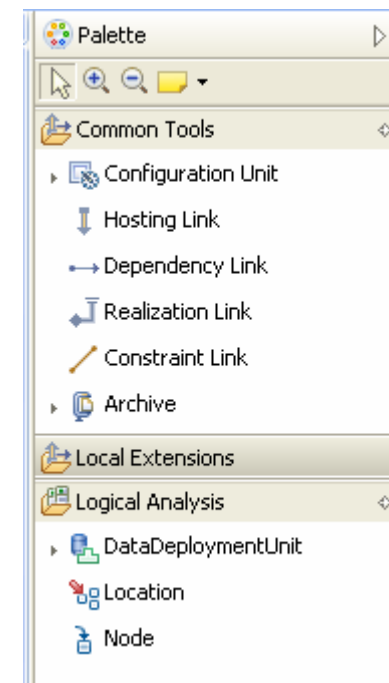 Palette
Common Tools
Configuration Unit
Hosting Link
Dependency Link
Realization Link
Constraint Link
Archive
Local Extensions
Logical Analysis
DataDeploymentUnit
Location
Node